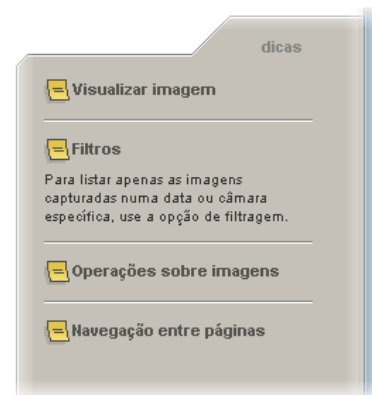 dicas
Visualizar imagem
Filtros
Para listar apenas as imagens
capturadas numa data ou câmara
específica, use a opção de filtragem.
Operações sobre imagens
Navegação entre páginas